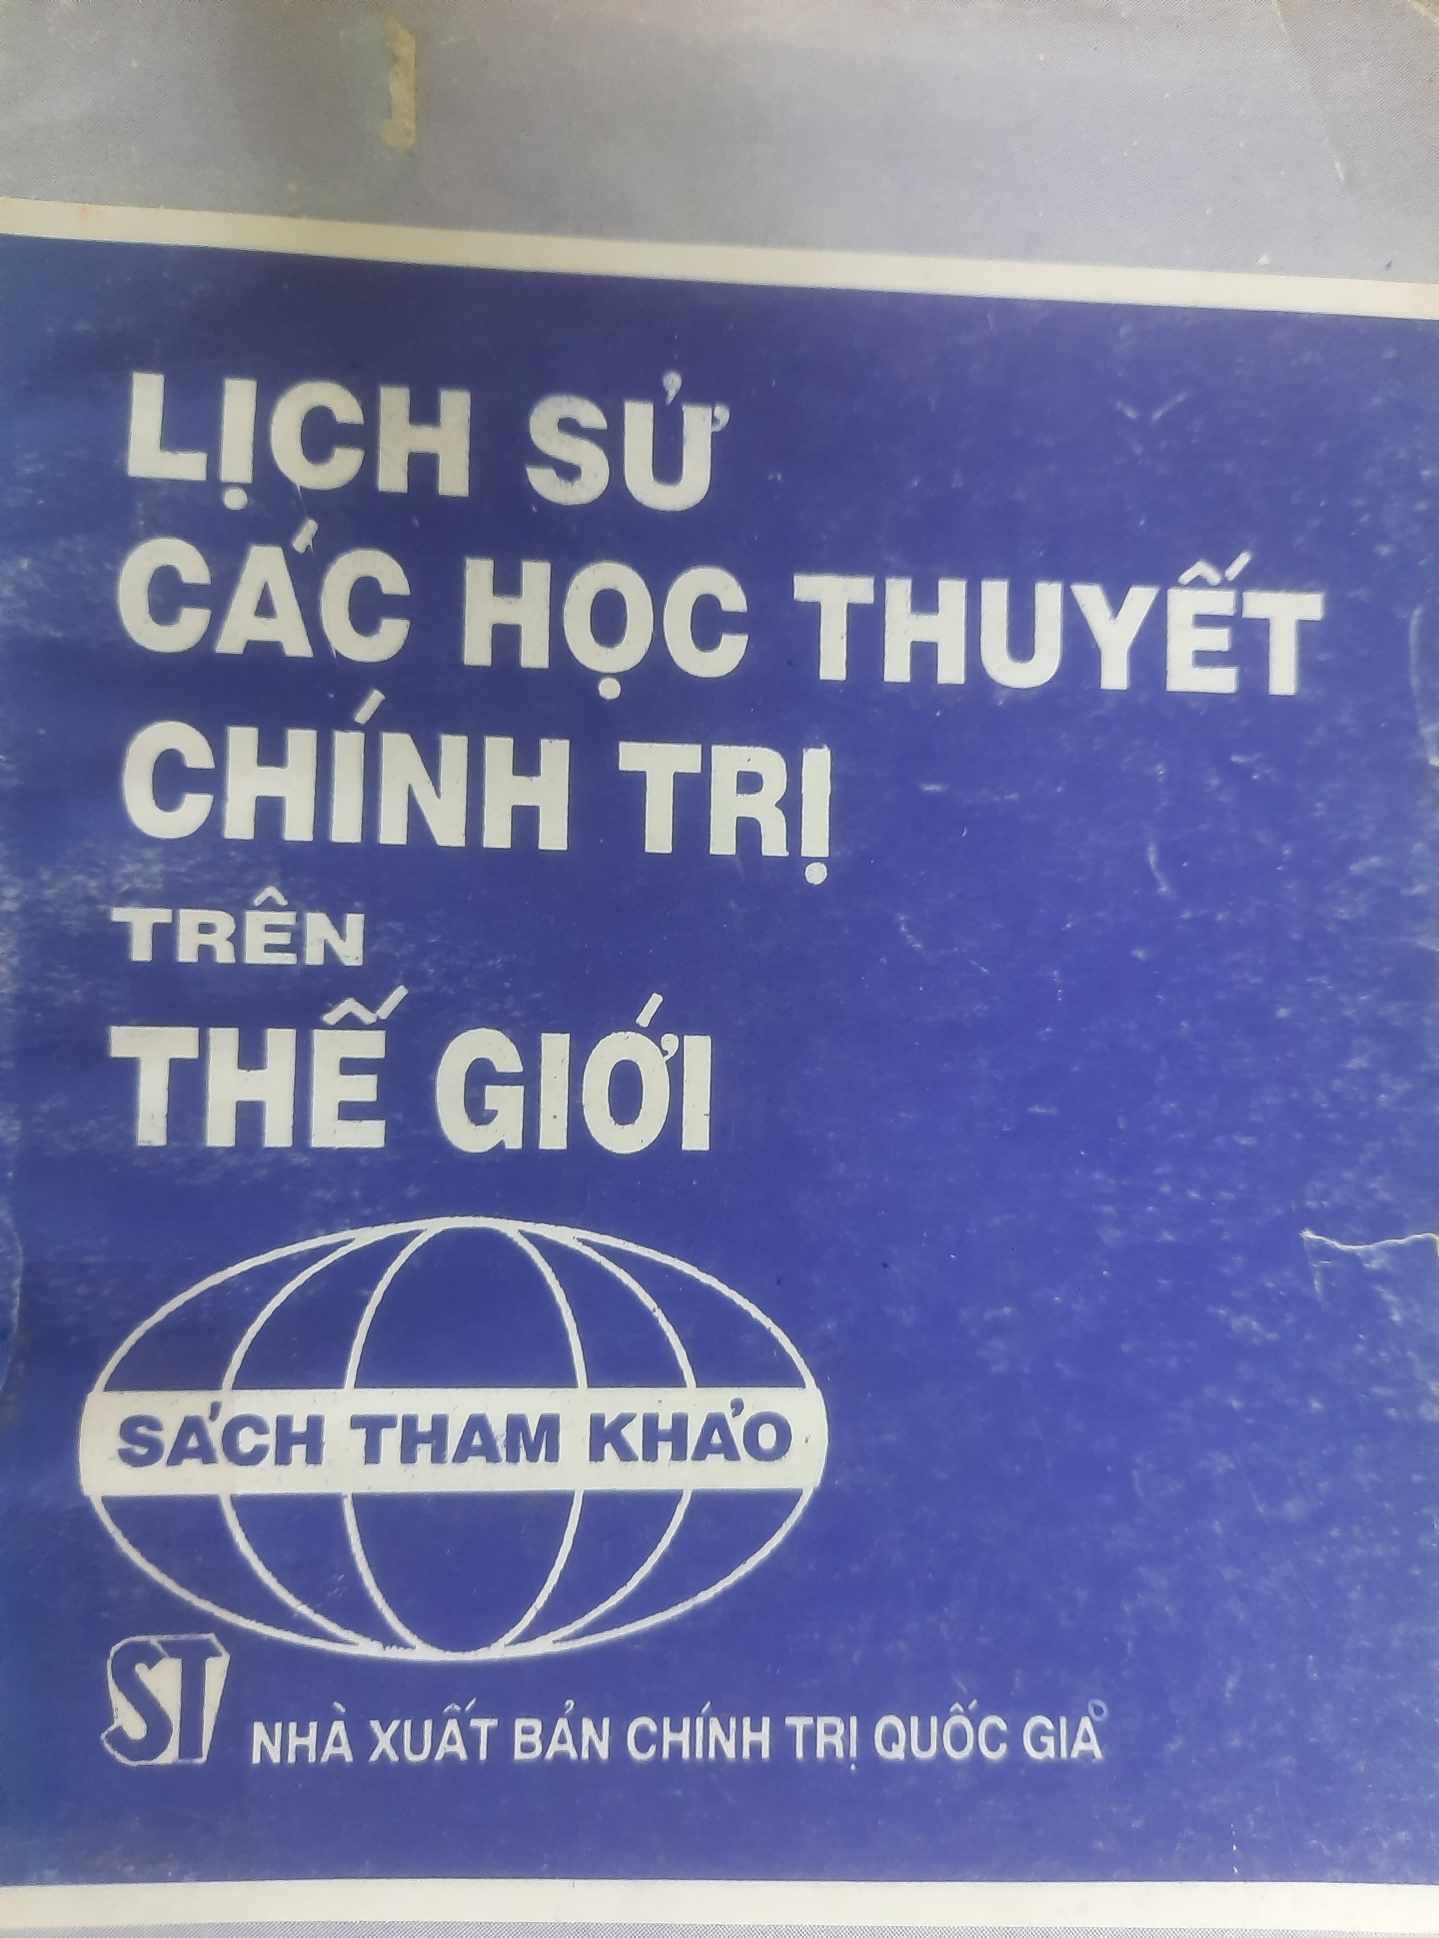 LỊCH SỬ
CÁC HỌC THUYẾT
CHÍNH TRỊ
TRÊN
THẾ GIỚI
SÁCH THAM KHẢO
ST
NHÀ XUẤT BẢN CHÍNH TRỊ QUỐC GIA